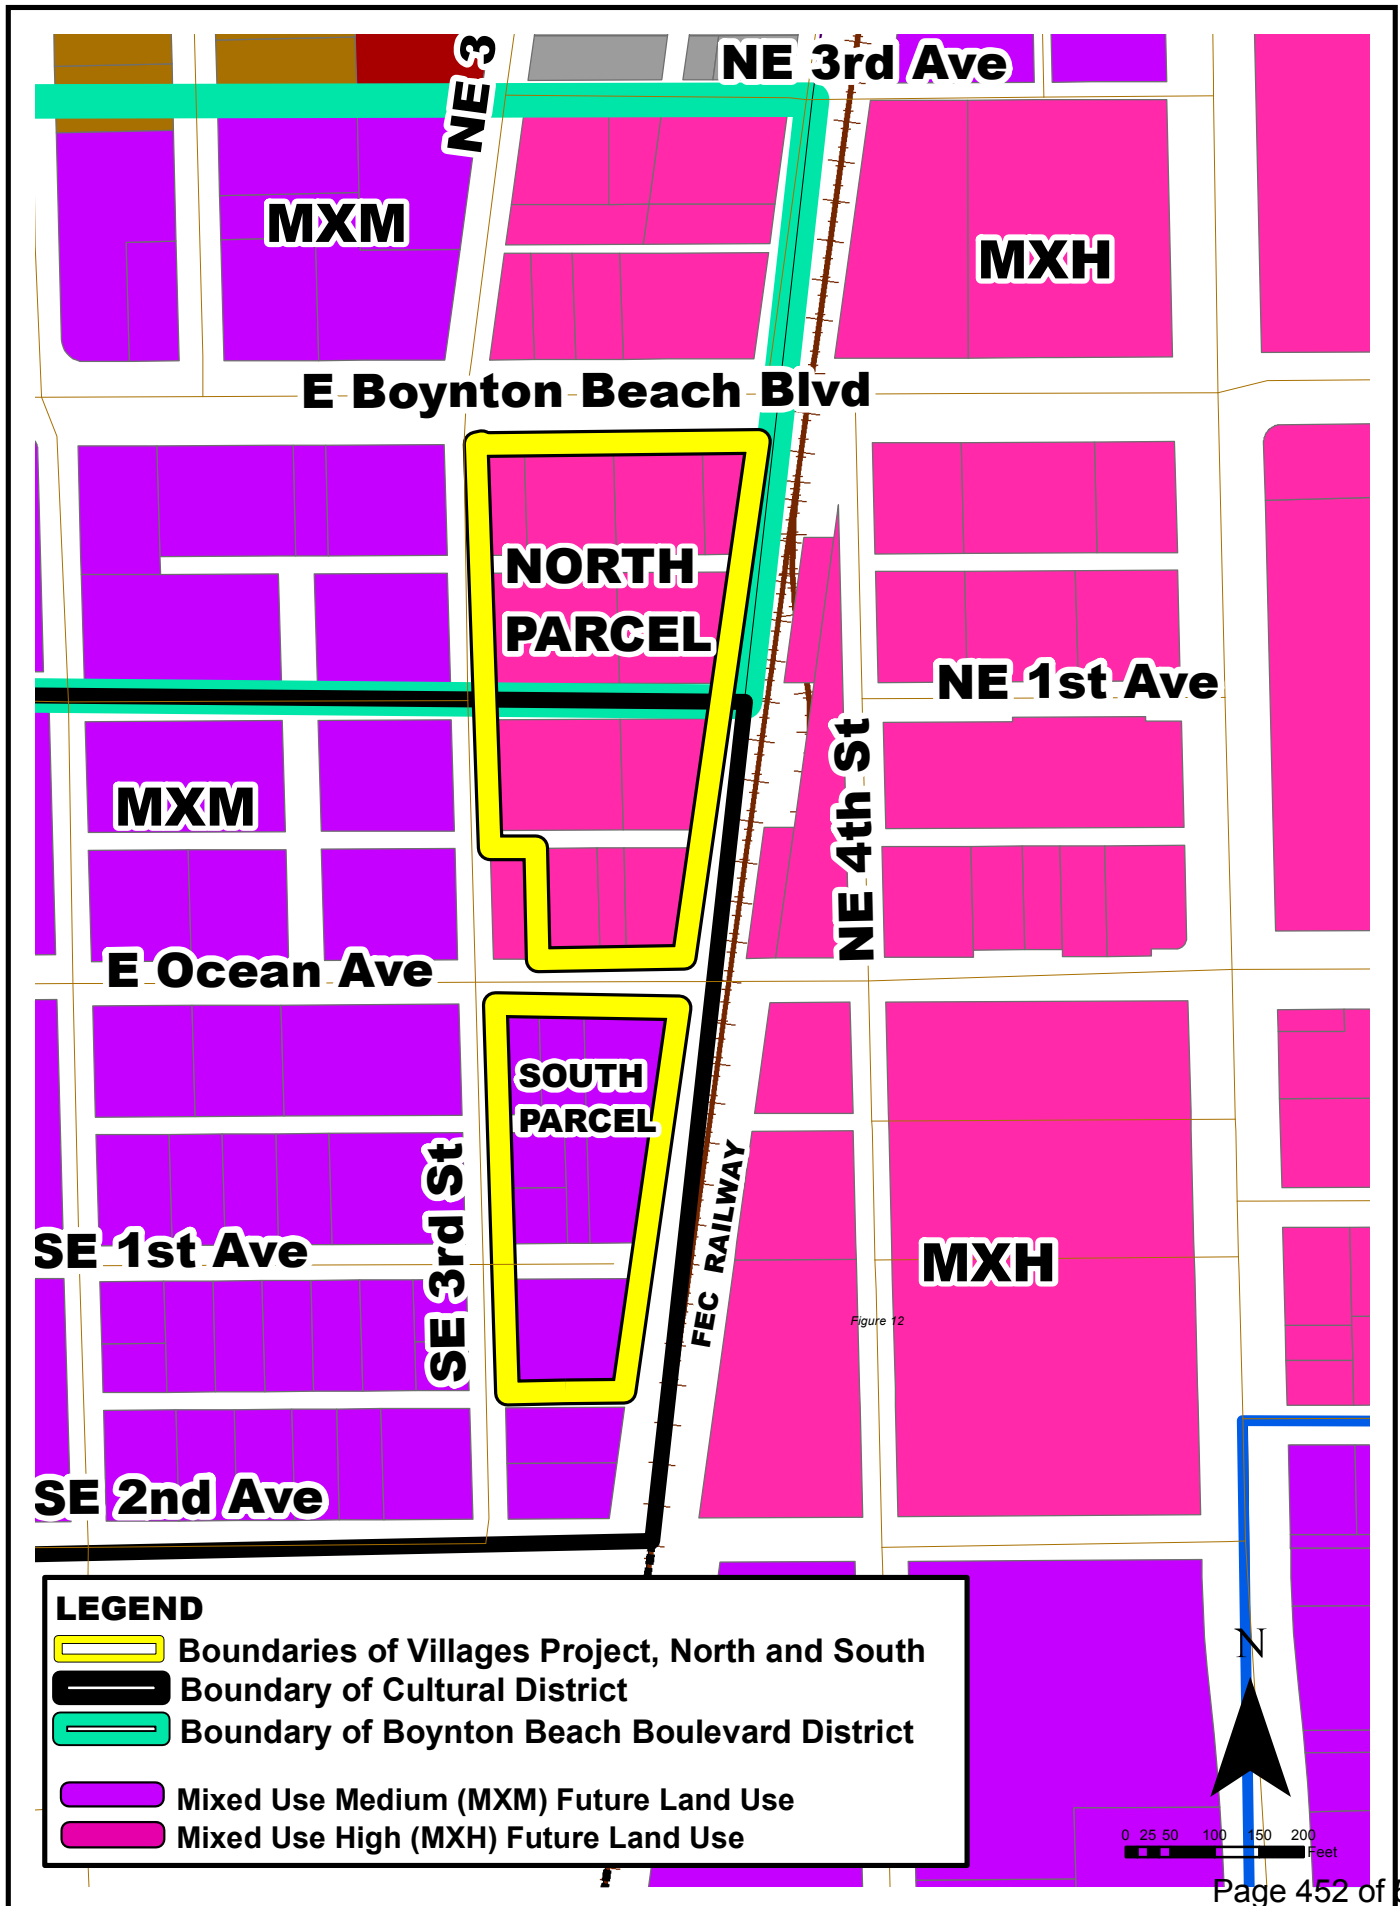 NE 3
NE 3rd Ave
MXM
MXH
E Boynton Beach Blvd
NORTH
PARCEL
NE 1st Ave
MXM
NE 4th St
E Ocean Ave
SOUTH
PARCEL
SE 3rd St
FEC RAILWAY
SE 1st Ave
MXH
Figure 12
SE 2nd Ave
LEGEND
Boundaries of Villages Project, North and South
Boundary of Cultural District
Boundary of Boynton Beach Boulevard District
Mixed Use Medium (MXM) Future Land Use
Mixed Use High (MXH) Future Land Use
N
0 25 50 100 150 200
Feet
Page 452 of